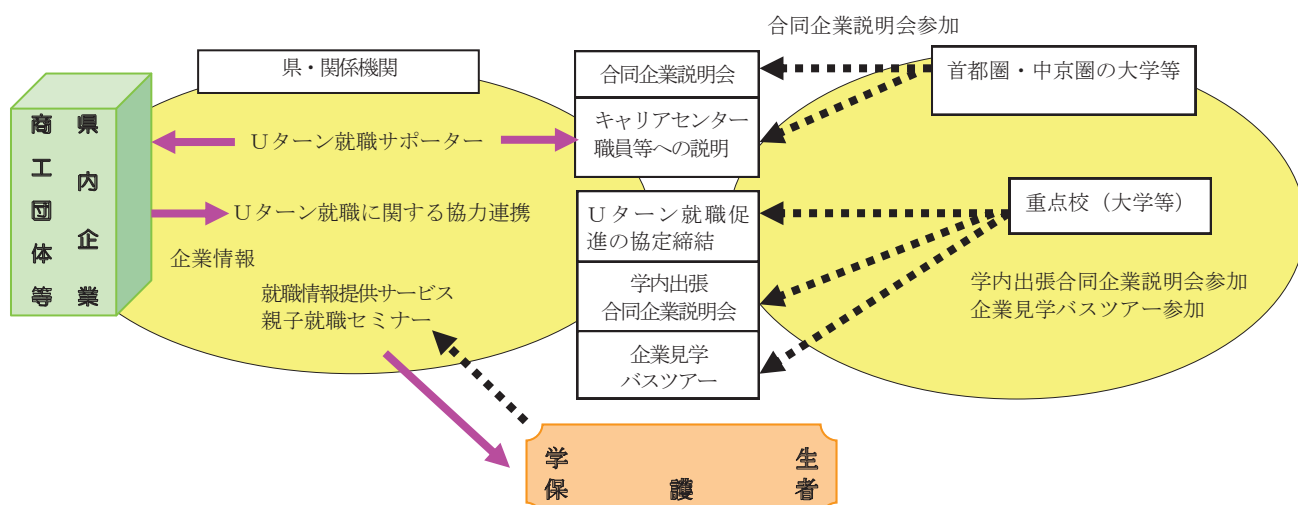 合同企業説明会参加
県・関係機関
合同企業説明会
首都圏・中京圏の大学等
県内企業
商工団体等
Uターン就職サポーター
キャリアセンター
職員等への説明
Uターン就職に関する協力連携
Uターン就職促
進の協定締結
重点校（大学等）
企業情報
就職情報提供サービス
親子就職セミナー
学内出張
合同企業説明会
学内出張合同企業説明会参加
企業見学バスツアー参加
企業見学
バスツアー
学生
保護者